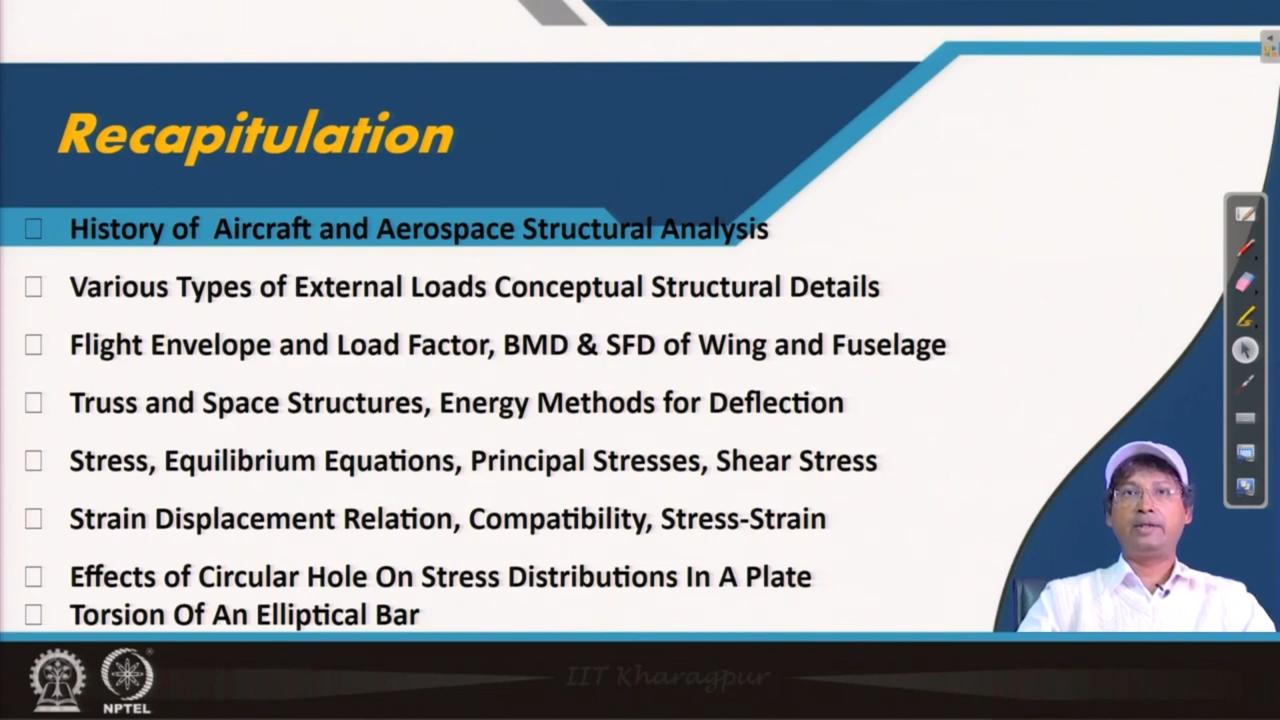 Recapitulation
History of Aircraft and Aerospace Structural Analysis
Various Types of External Loads Conceptual Structural Details
Flight Envelope and Load Factor, BMD & SFD of Wing and Fuselage
Truss and Space Structures, Energy Methods for Deflection
Stress, Equilibrium Equations, Principal Stresses, Shear Stress
Strain Displacement Relation, Compatibility, Stress-Strain
Effects of Circular Hole On Stress Distributions In A Plate
Torsion Of An Elliptical Bar
IIT Kharagpur
NPTEL